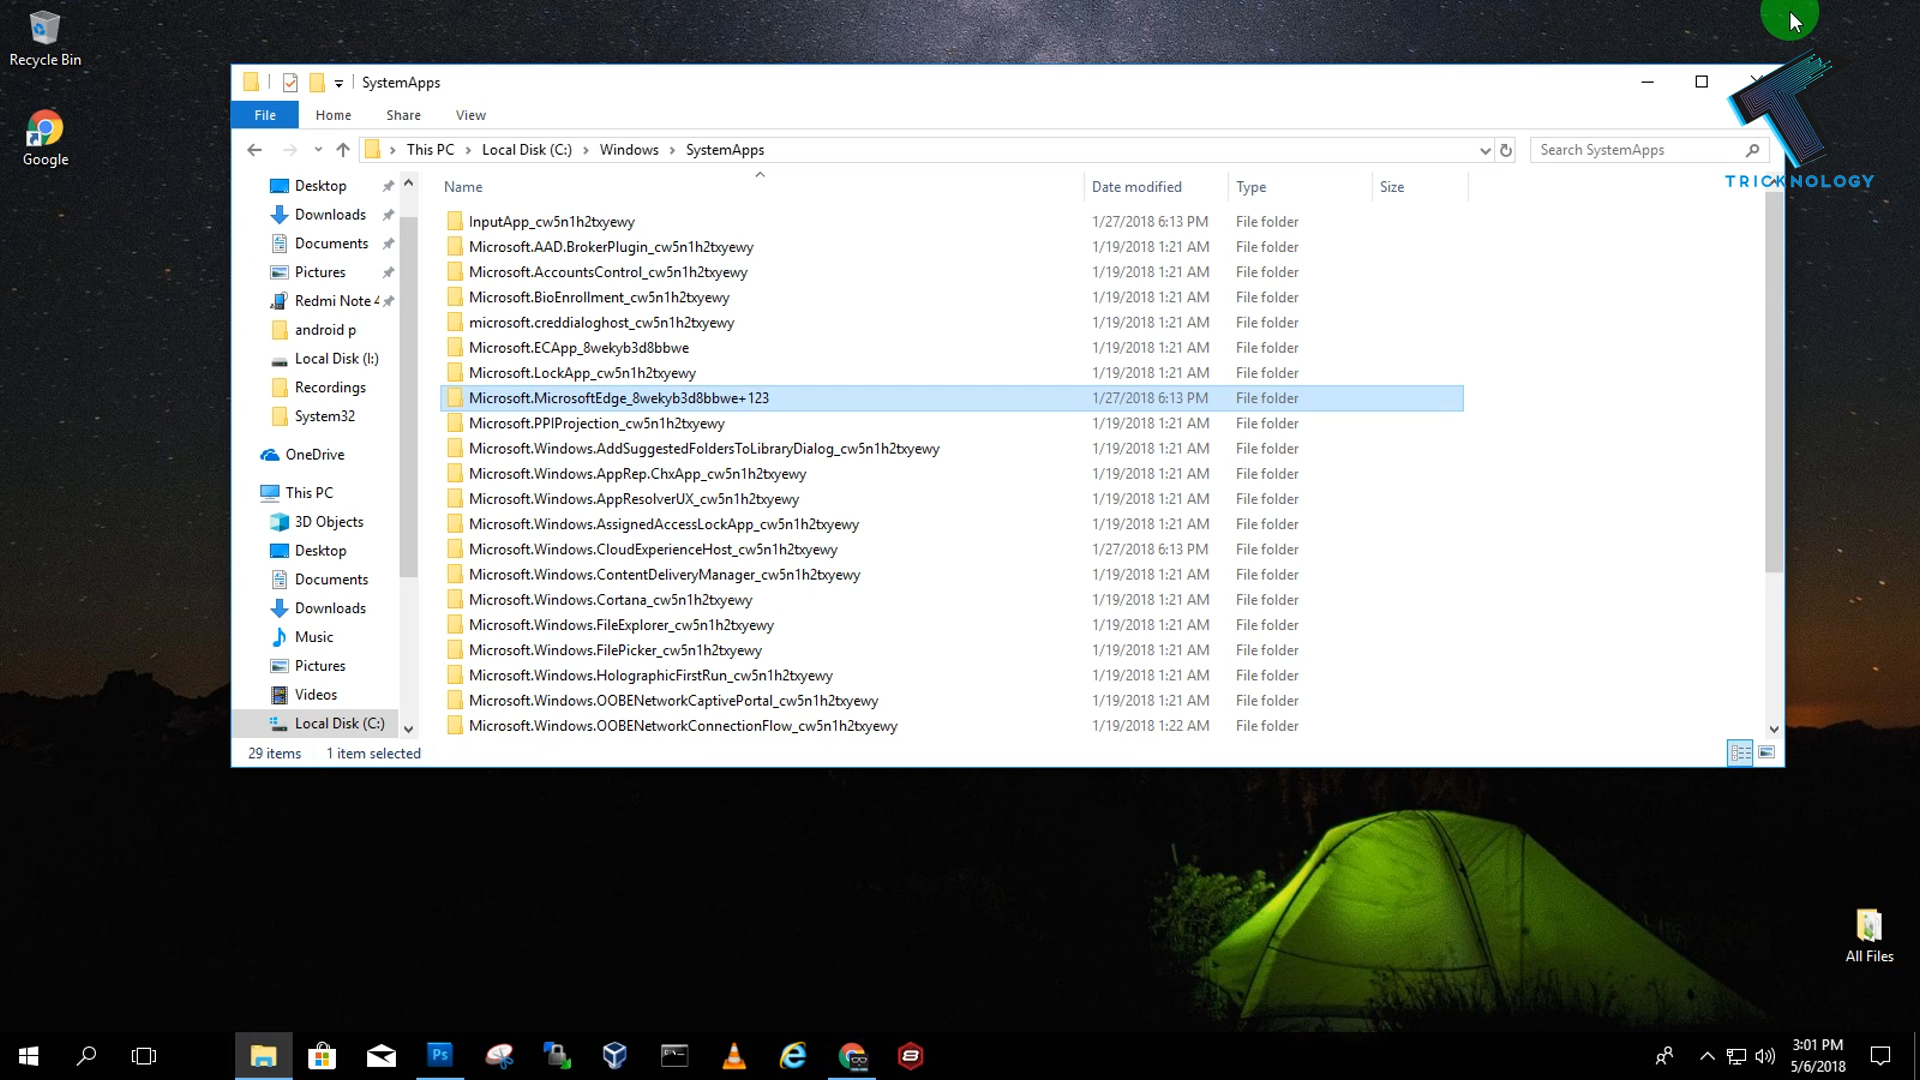 Recycle Bin
Google
SystemApps
File Home Share View
This PC > Local Disk (C:) > Windows > SystemApps
Search SystemApps
TRICKNOLOGY
Desktop
Downloads
Documents
Pictures
Redmi Note 4
android p
Local Disk (I:)
Recordings
System32
OneDrive
This PC
3D Objects
Desktop
Documents
Downloads
Music
Pictures
Videos
Local Disk (C:)
Name Date modified Type Size
InputApp_cw5n1h2txyewy 1/27/2018 6:13 PM File folder
Microsoft.AAD.BrokerPlugin_cw5n1h2txyewy 1/19/2018 1:21 AM File folder
Microsoft.AccountsControl_cw5n1h2txyewy 1/19/2018 1:21 AM File folder
Microsoft.BioEnrollment_cw5n1h2txyewy 1/19/2018 1:21 AM File folder
microsoft.creddialoghost_cw5n1h2txyewy 1/19/2018 1:21 AM File folder
Microsoft.ECApp_8wekyb3d8bbwe 1/19/2018 1:21 AM File folder
Microsoft.LockApp_cw5n1h2txyewy 1/19/2018 1:21 AM File folder
Microsoft.MicrosoftEdge_8wekyb3d8bbwe+123 1/27/2018 6:13 PM File folder
Microsoft.PPIProjection_cw5n1h2txyewy 1/19/2018 1:21 AM File folder
Microsoft.Windows.AddSuggestedFoldersToLibraryDialog_cw5n1h2txyewy 1/19/2018 1:21 AM File folder
Microsoft.Windows.AppRep.ChxApp_cw5n1h2txyewy 1/19/2018 1:21 AM File folder
Microsoft.Windows.AppResolverUX_cw5n1h2txyewy 1/19/2018 1:21 AM File folder
Microsoft.Windows.AssignedAccessLockApp_cw5n1h2txyewy 1/19/2018 1:21 AM File folder
Microsoft.Windows.CloudExperienceHost_cw5n1h2txyewy 1/27/2018 6:13 PM File folder
Microsoft.Windows.ContentDeliveryManager_cw5n1h2txyewy 1/19/2018 1:21 AM File folder
Microsoft.Windows.Cortana_cw5n1h2txyewy 1/19/2018 1:21 AM File folder
Microsoft.Windows.FileExplorer_cw5n1h2txyewy 1/19/2018 1:21 AM File folder
Microsoft.Windows.FilePicker_cw5n1h2txyewy 1/19/2018 1:21 AM File folder
Microsoft.Windows.HolographicFirstRun_cw5n1h2txyewy 1/19/2018 1:21 AM File folder
Microsoft.Windows.OOBENetworkCaptivePortal_cw5n1h2txyewy 1/19/2018 1:21 AM File folder
Microsoft.Windows.OOBENetworkConnectionFlow_cw5n1h2txyewy 1/19/2018 1:22 AM File folder
29 items 1 item selected
All Files
Ps
3:01 PM
5/6/2018